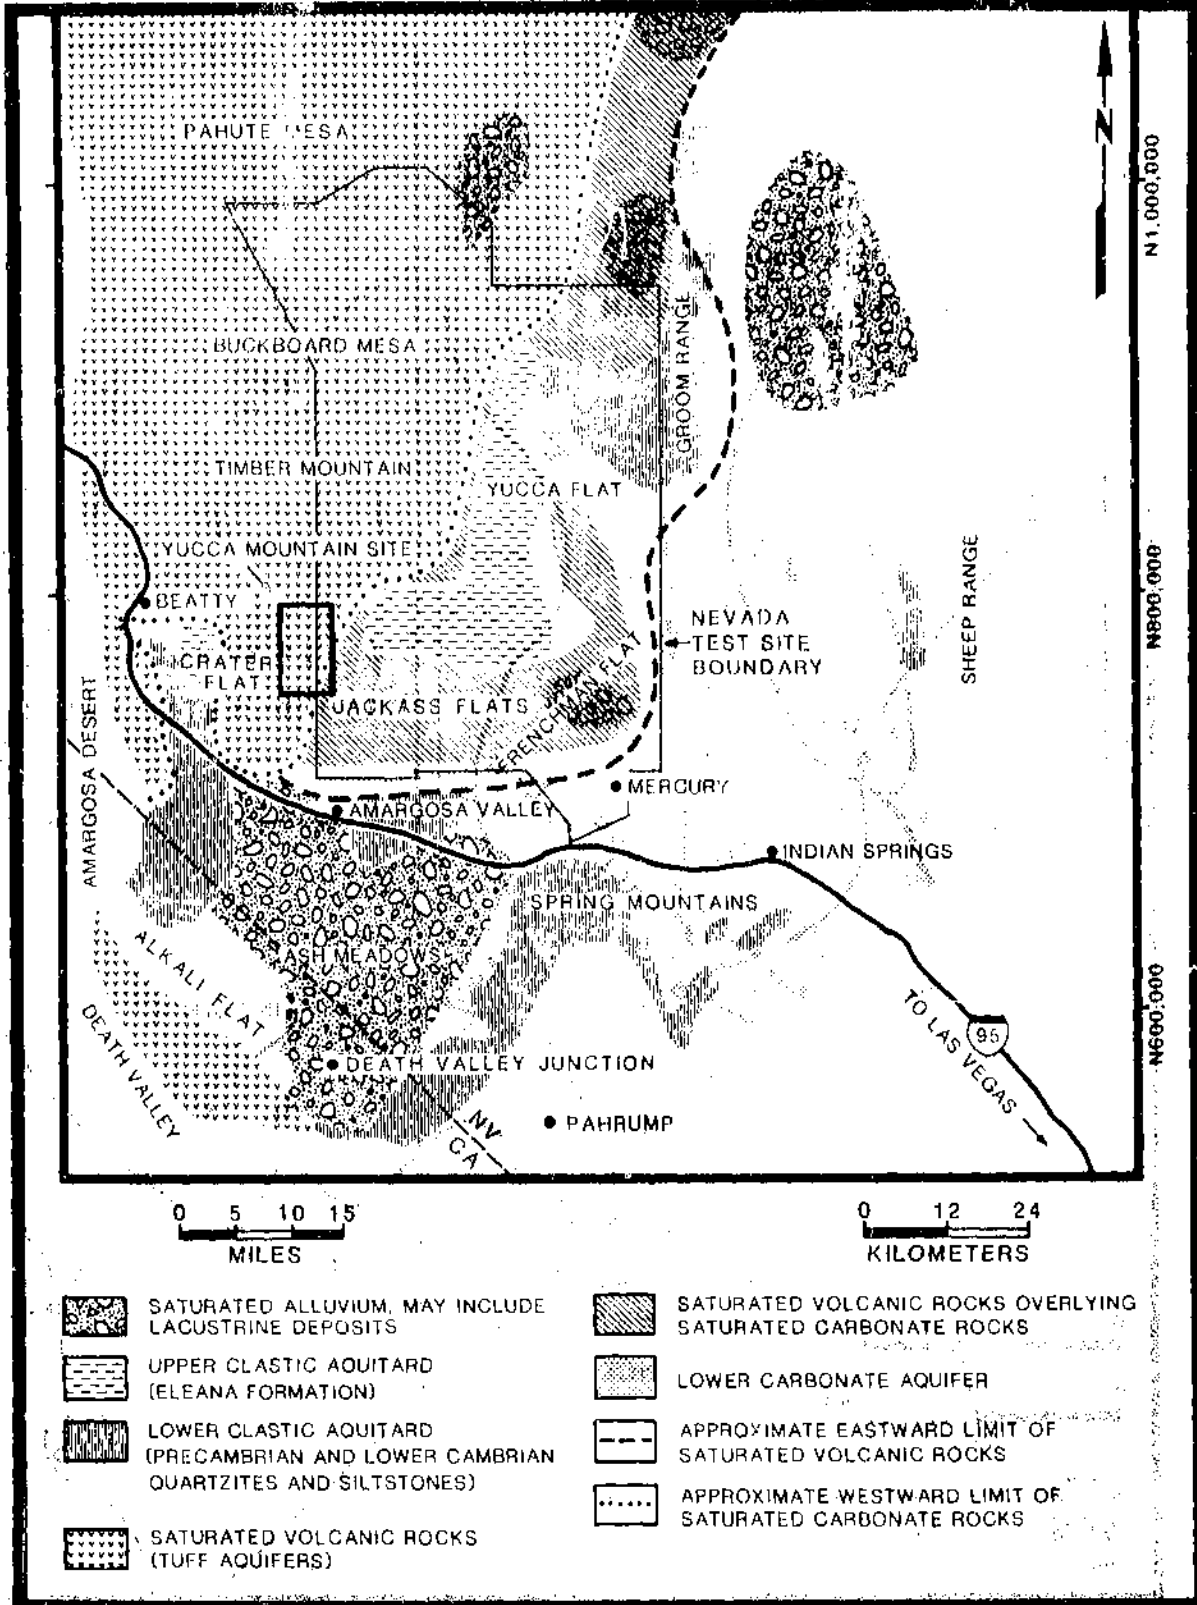 PAHUTE MESA
N
N1,000,000
BUCKBOARD MESA
GROOM RANGE
TIMBER MOUNTAIN
YUCCA FLAT
YUCCA MOUNTAIN SITE
BEATTY
N800,000
SHEEP RANGE
NEVADA
TEST SITE
BOUNDARY
CRATER
FLAT
JACKASS FLATS
FRENCHMAN FLAT
AMARGOSA DESERT
MERCURY
AMARGOSA VALLEY
INDIAN SPRINGS
SPRING MOUNTAINS
ASH MEADOWS
ALKALI FLAT
DEATH VALLEY
N600,000
TO LAS VEGAS
95
DEATH VALLEY JUNCTION
PAHRUMP
NV
CA
0 5 10 15
MILES
0 12 24
KILOMETERS
SATURATED ALLUVIUM, MAY INCLUDE
LACUSTRINE DEPOSITS
UPPER CLASTIC AQUITARD
(ELEANA FORMATION)
LOWER CLASTIC AQUITARD
(PRECAMBRIAN AND LOWER CAMBRIAN
QUARTZITES AND SILTSTONES)
SATURATED VOLCANIC ROCKS
(TUFF AQUIFERS)
SATURATED VOLCANIC ROCKS OVERLYING
SATURATED CARBONATE ROCKS
LOWER CARBONATE AQUIFER
APPROXIMATE EASTWARD LIMIT OF
SATURATED VOLCANIC ROCKS
APPROXIMATE WESTWARD LIMIT OF
SATURATED CARBONATE ROCKS